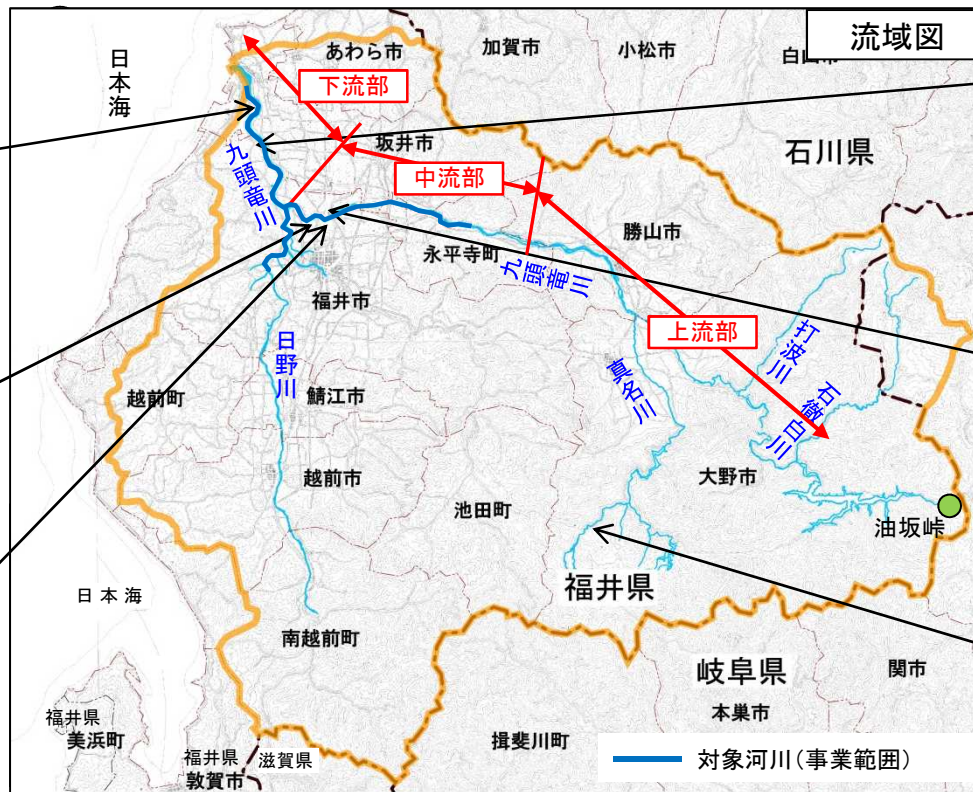 流域図
日本海
あわら市
加賀市
小松市
下流部
坂井市
石川県
九頭竜川
中流部
勝山市
永平寺町
九頭竜川
福井市
上流部
打波川
日野川
真名川
石徹白川
越前町
鯖江市
越前市
大野市
池田町
油坂峠
福井県
日本海
南越前町
岐阜県
関市
本巣市
福井県
美浜町
揖斐川町
福井県
滋賀県
敦賀市
対象河川(事業範囲)